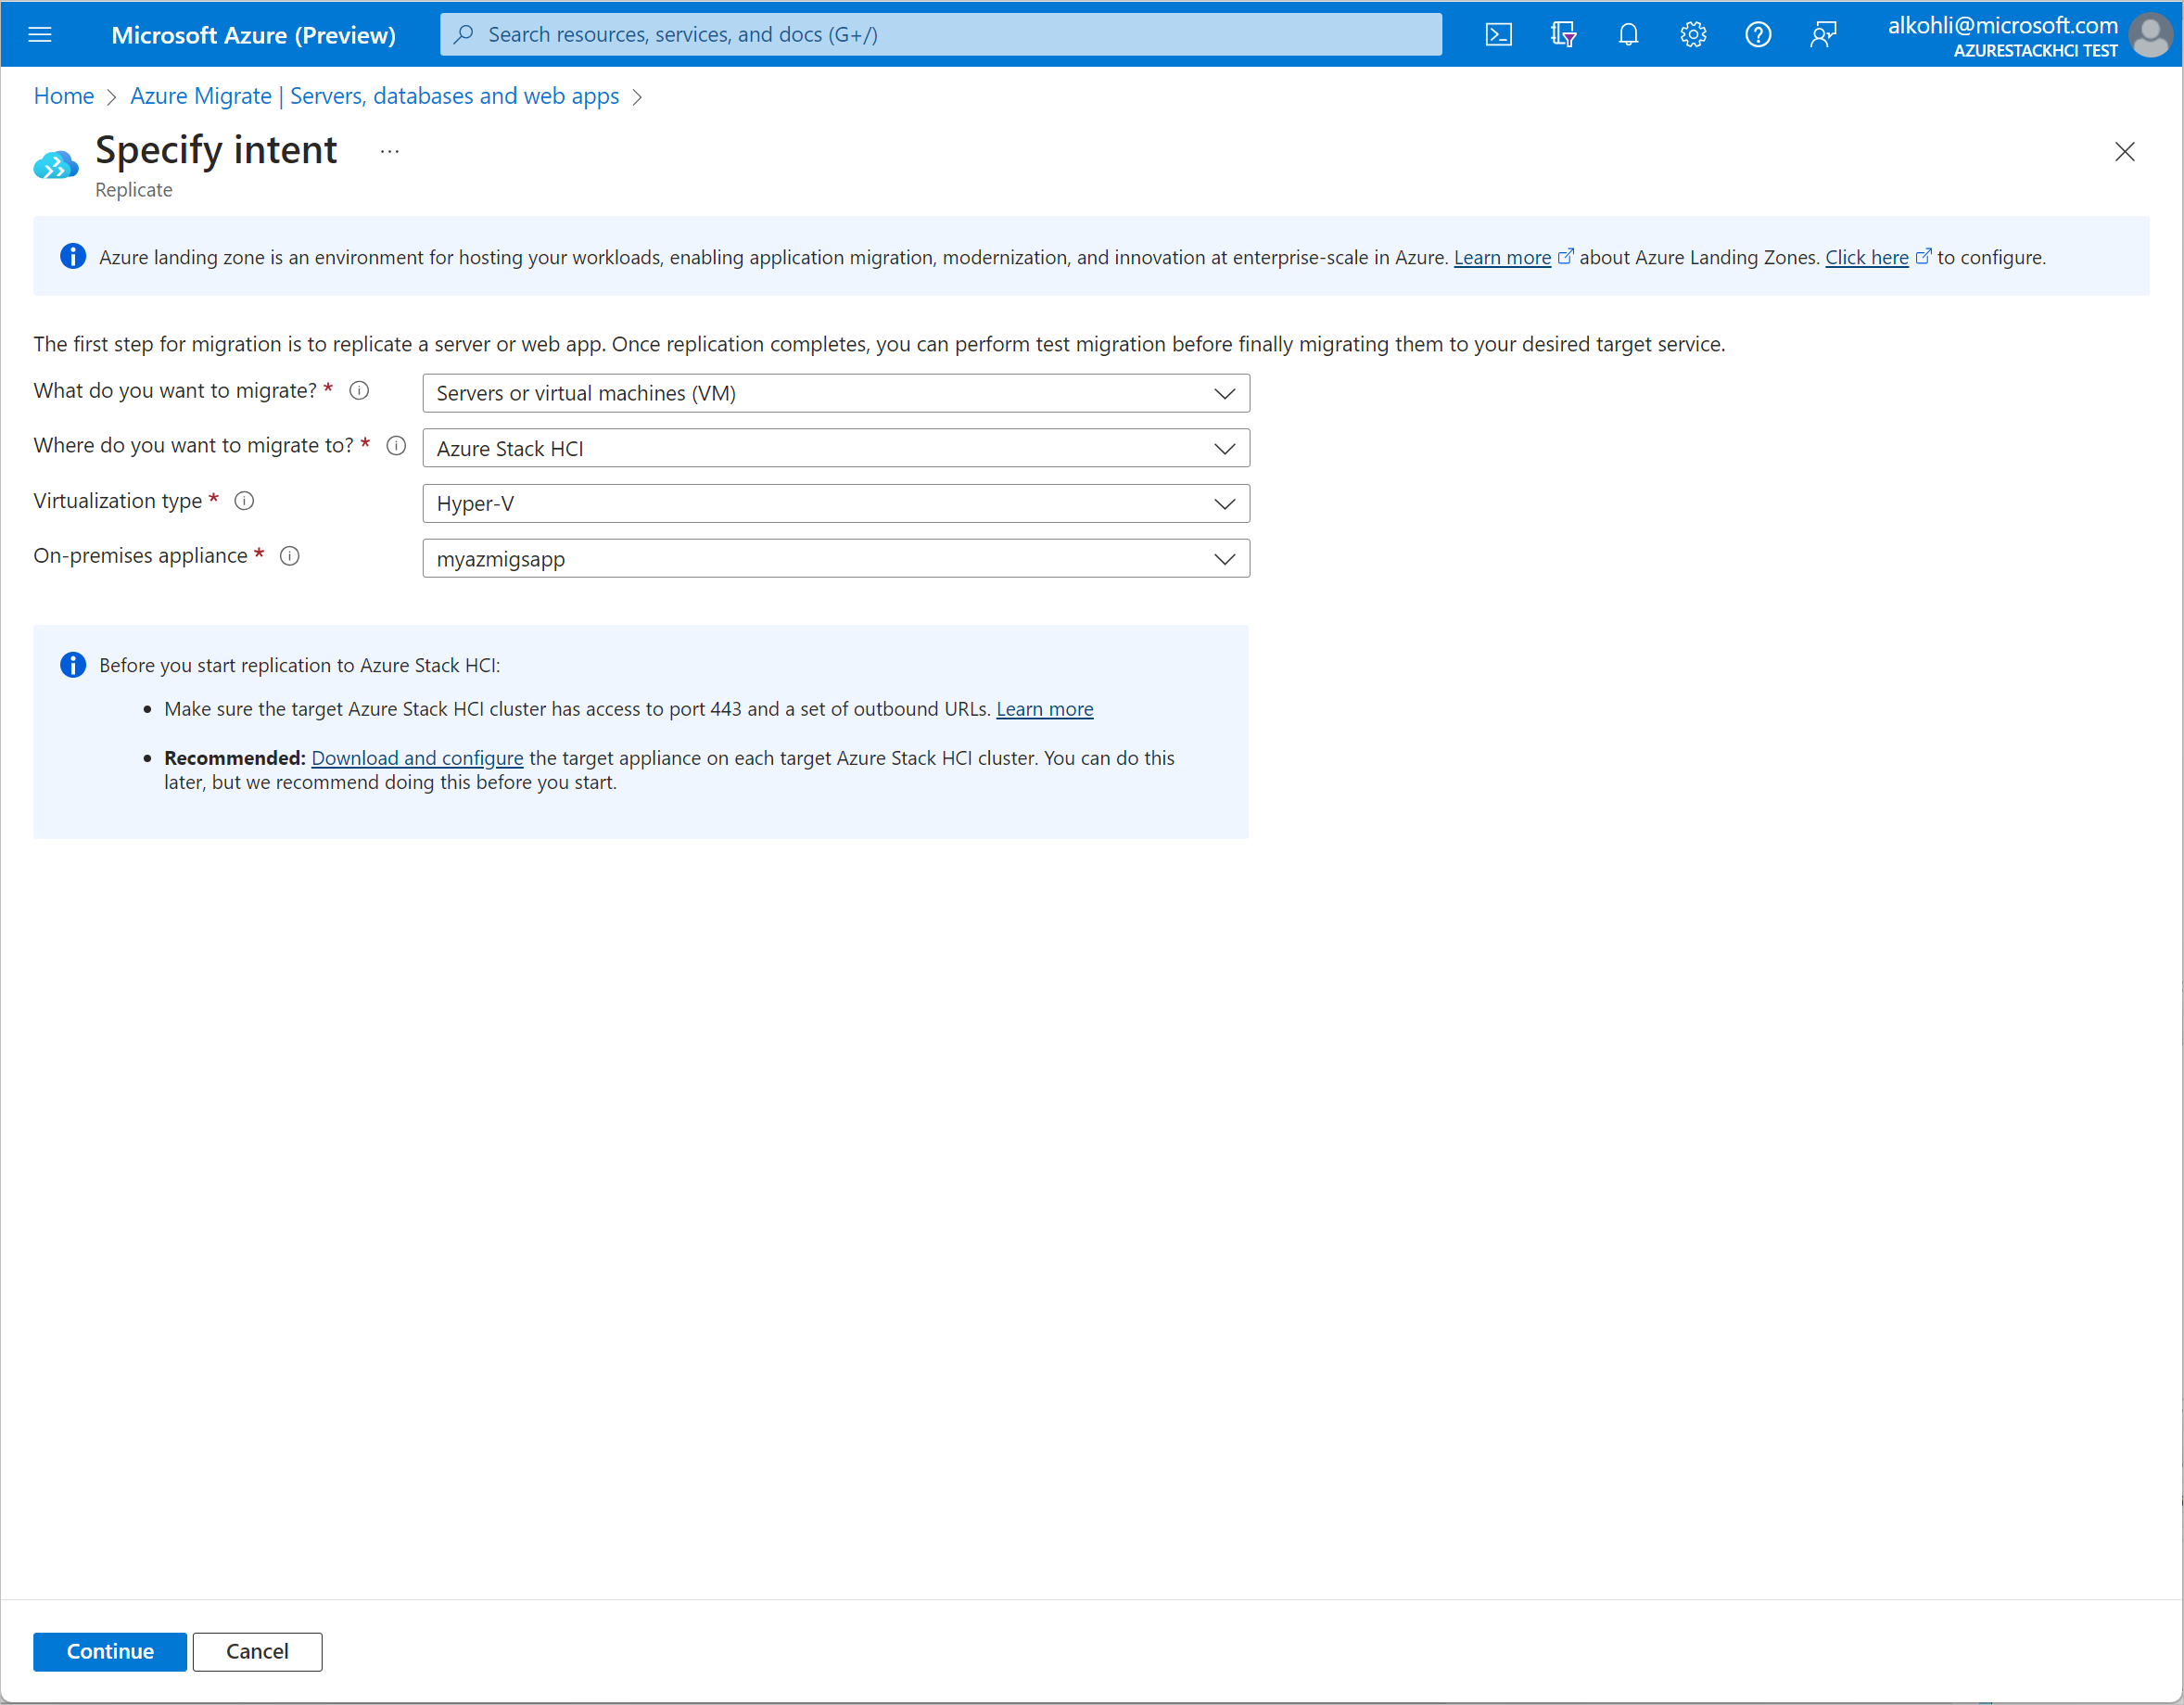 Microsoft Azure (Preview)
Search resources, services, and docs (G+/)
alkohli@microsoft.com
AZURESTACKHCI TEST
Home > Azure Migrate | Servers, databases and web apps >
Specify intent ...
Replicate
Azure landing zone is an environment for hosting your workloads, enabling application migration, modernization, and innovation at enterprise-scale in Azure. Learn more about Azure Landing Zones. Click here to configure.
The first step for migration is to replicate a server or web app. Once replication completes, you can perform test migration before finally migrating them to your desired target service.
What do you want to migrate? * Servers or virtual machines (VM)
Where do you want to migrate to? * Azure Stack HCI
Virtualization type * Hyper-V
On-premises appliance * myazmigsapp
Before you start replication to Azure Stack HCI:
• Make sure the target Azure Stack HCI cluster has access to port 443 and a set of outbound URLs. Learn more
• Recommended: Download and configure the target appliance on each target Azure Stack HCI cluster. You can do this
later, but we recommend doing this before you start.
Continue Cancel